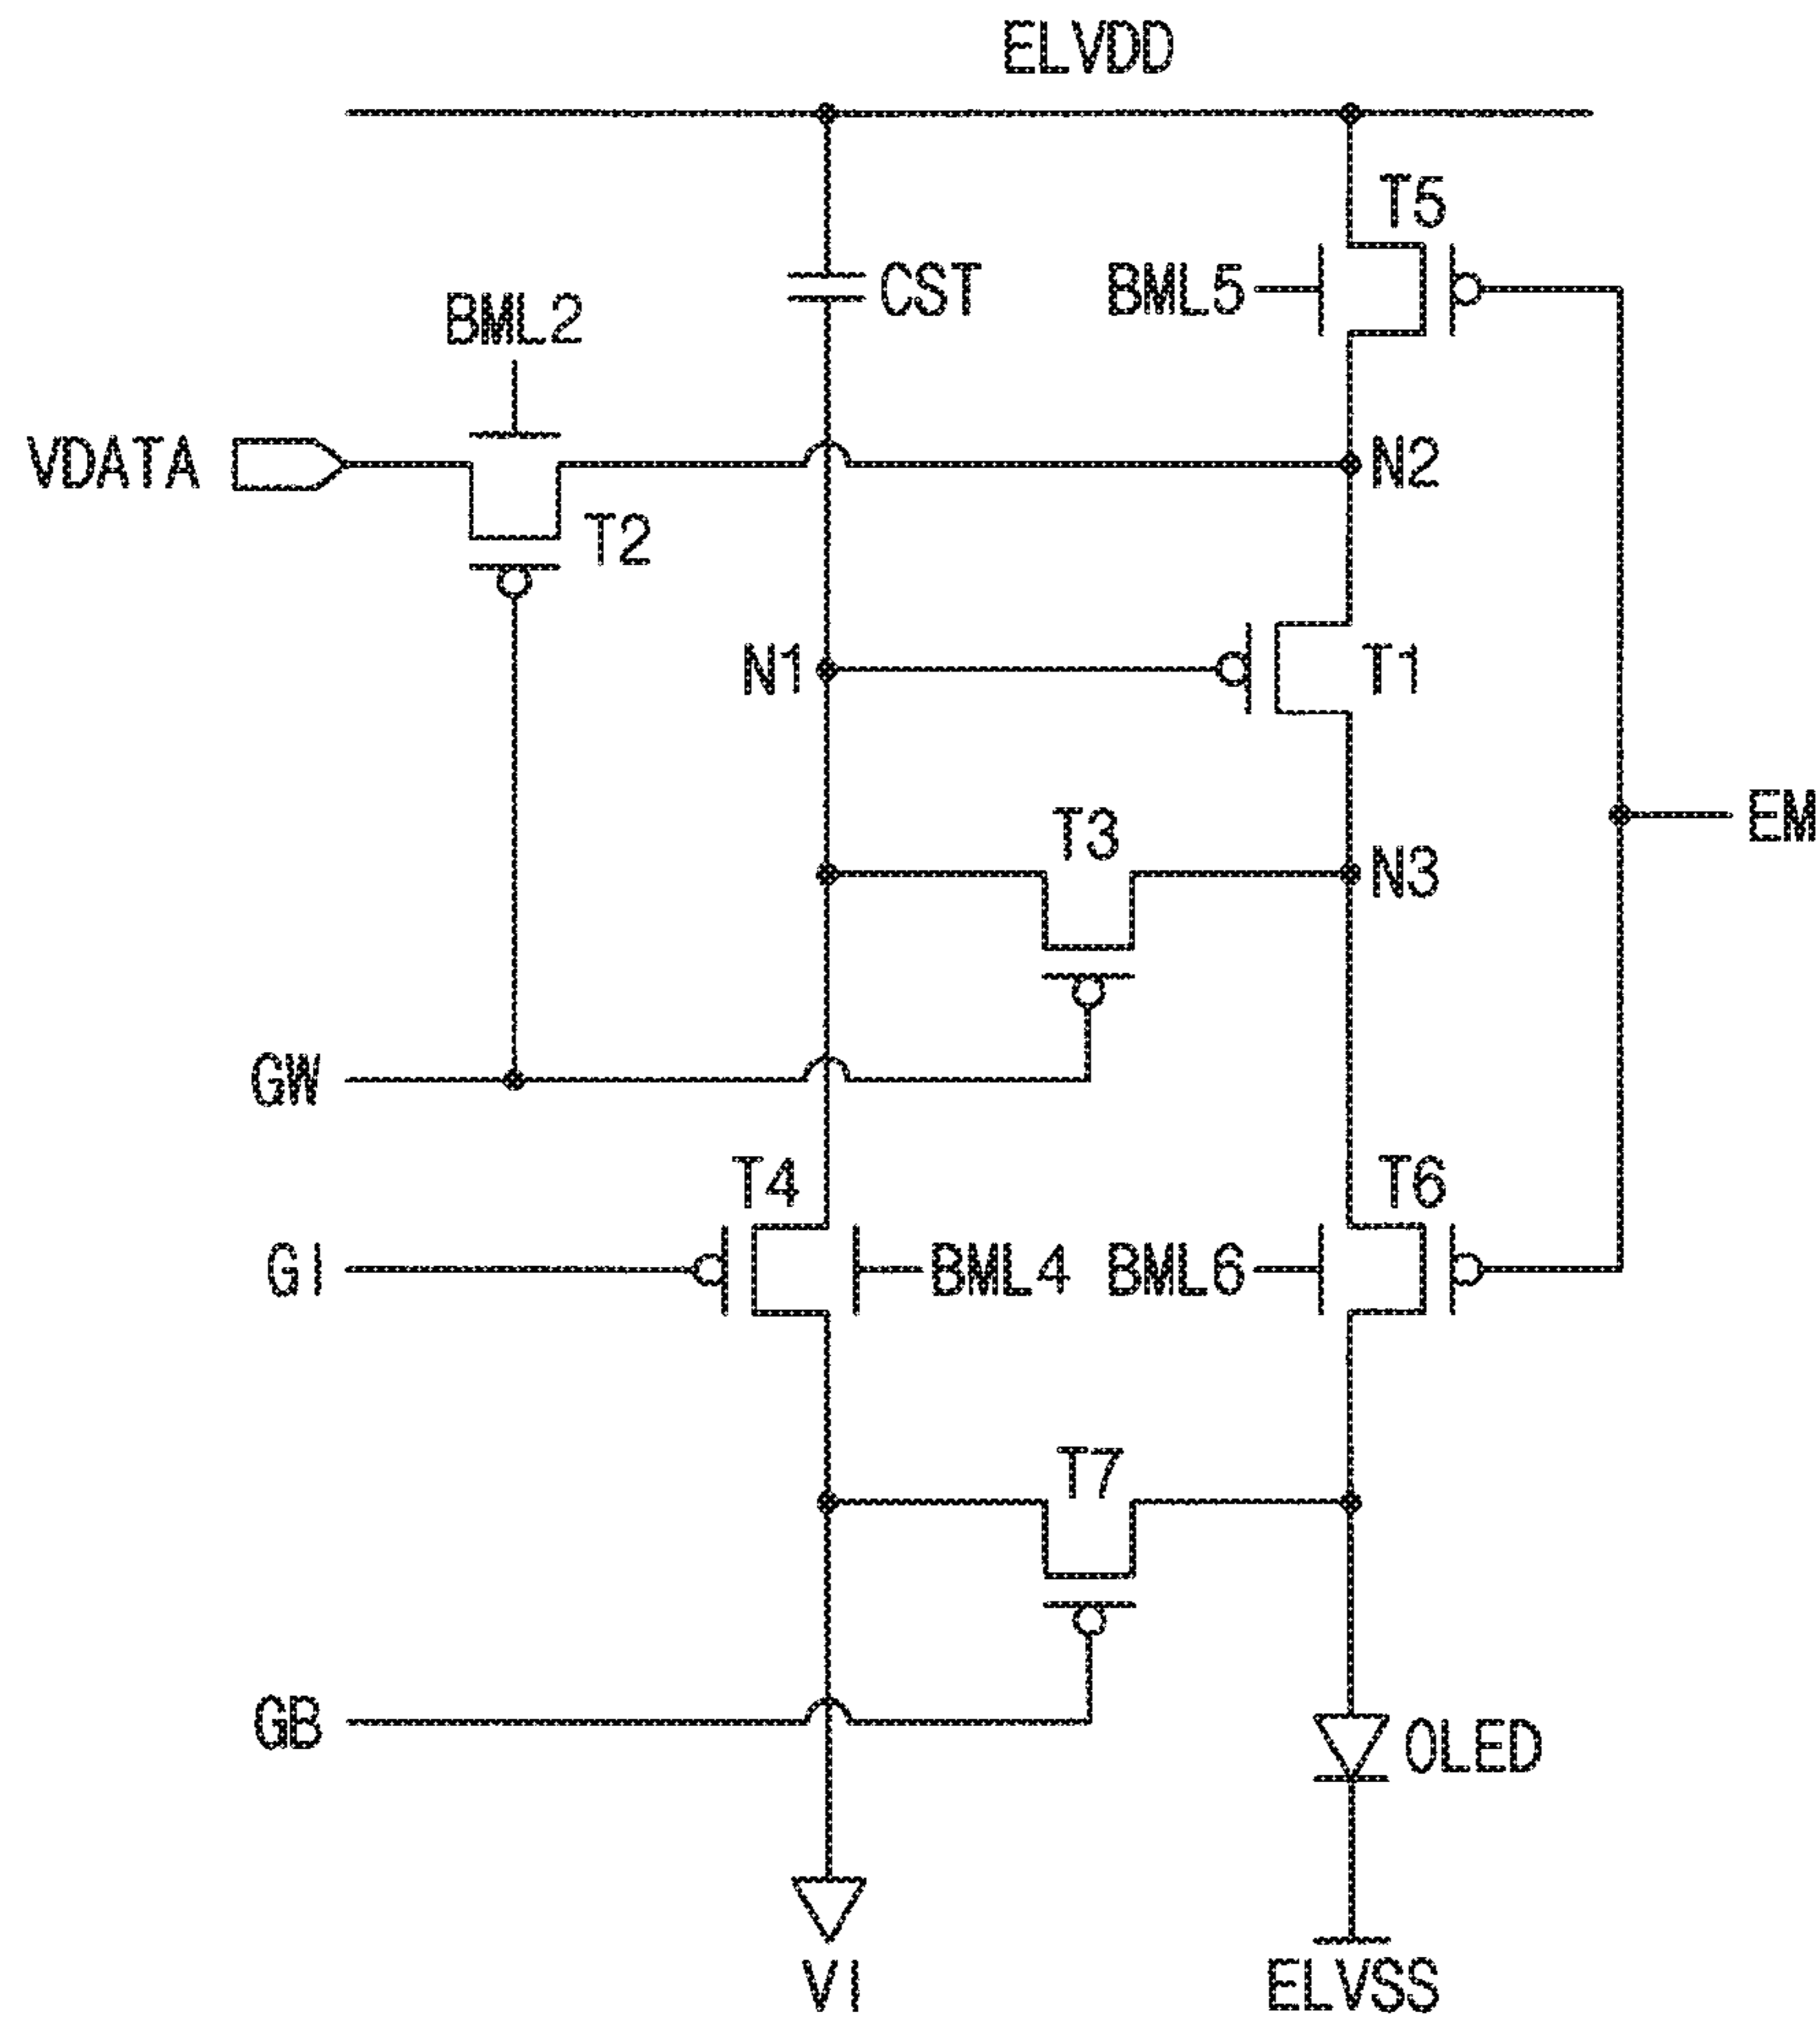 ELVDD
T5
CST
BML5
BML2
VDATA
N2
T2
N1
T1
T3
EM
N3
GW
T4
T6
GI
BML4
BML6
T7
GB
OLED
VI
ELVSS